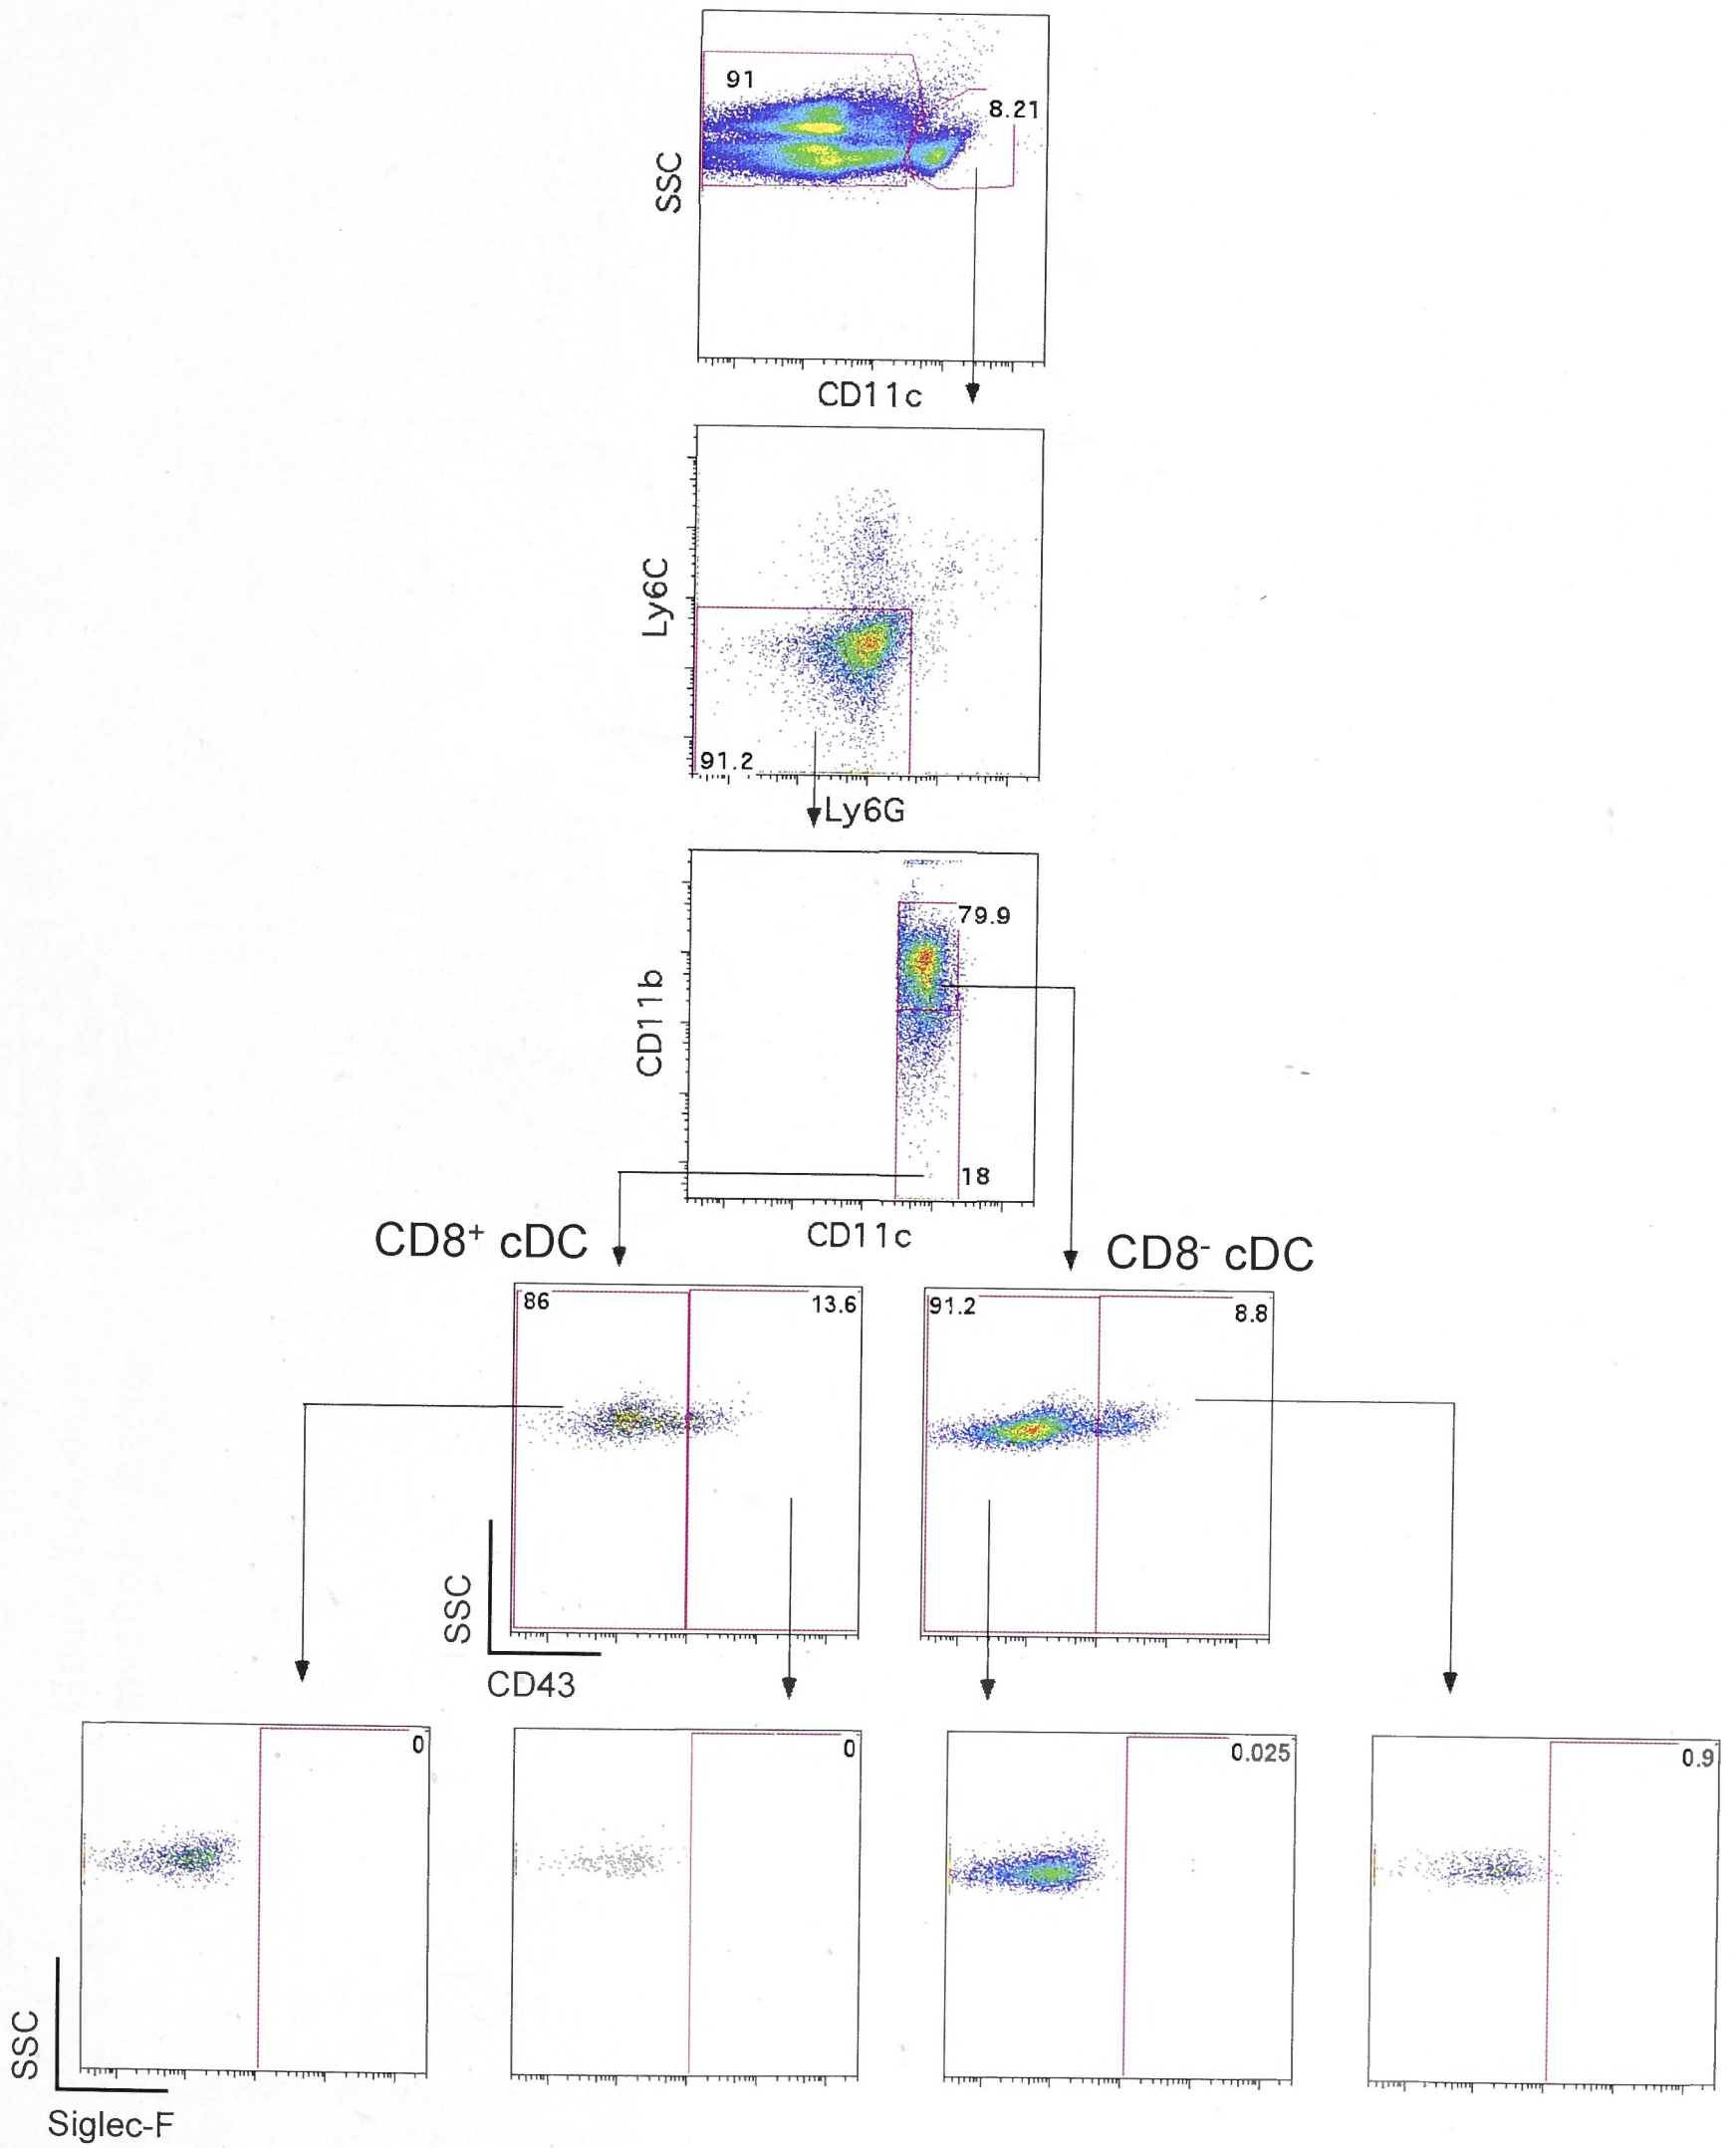 91
8.21
SSC
CD11c
Ly6C
91.2
Ly6G
79.9
CD11b
18
CD11c
CD8⁺ cDC
CD8⁻ cDC
86
13.6
91.2
8.8
SSC
CD43
0
0
0.025
0.9
SSC
Siglec-F